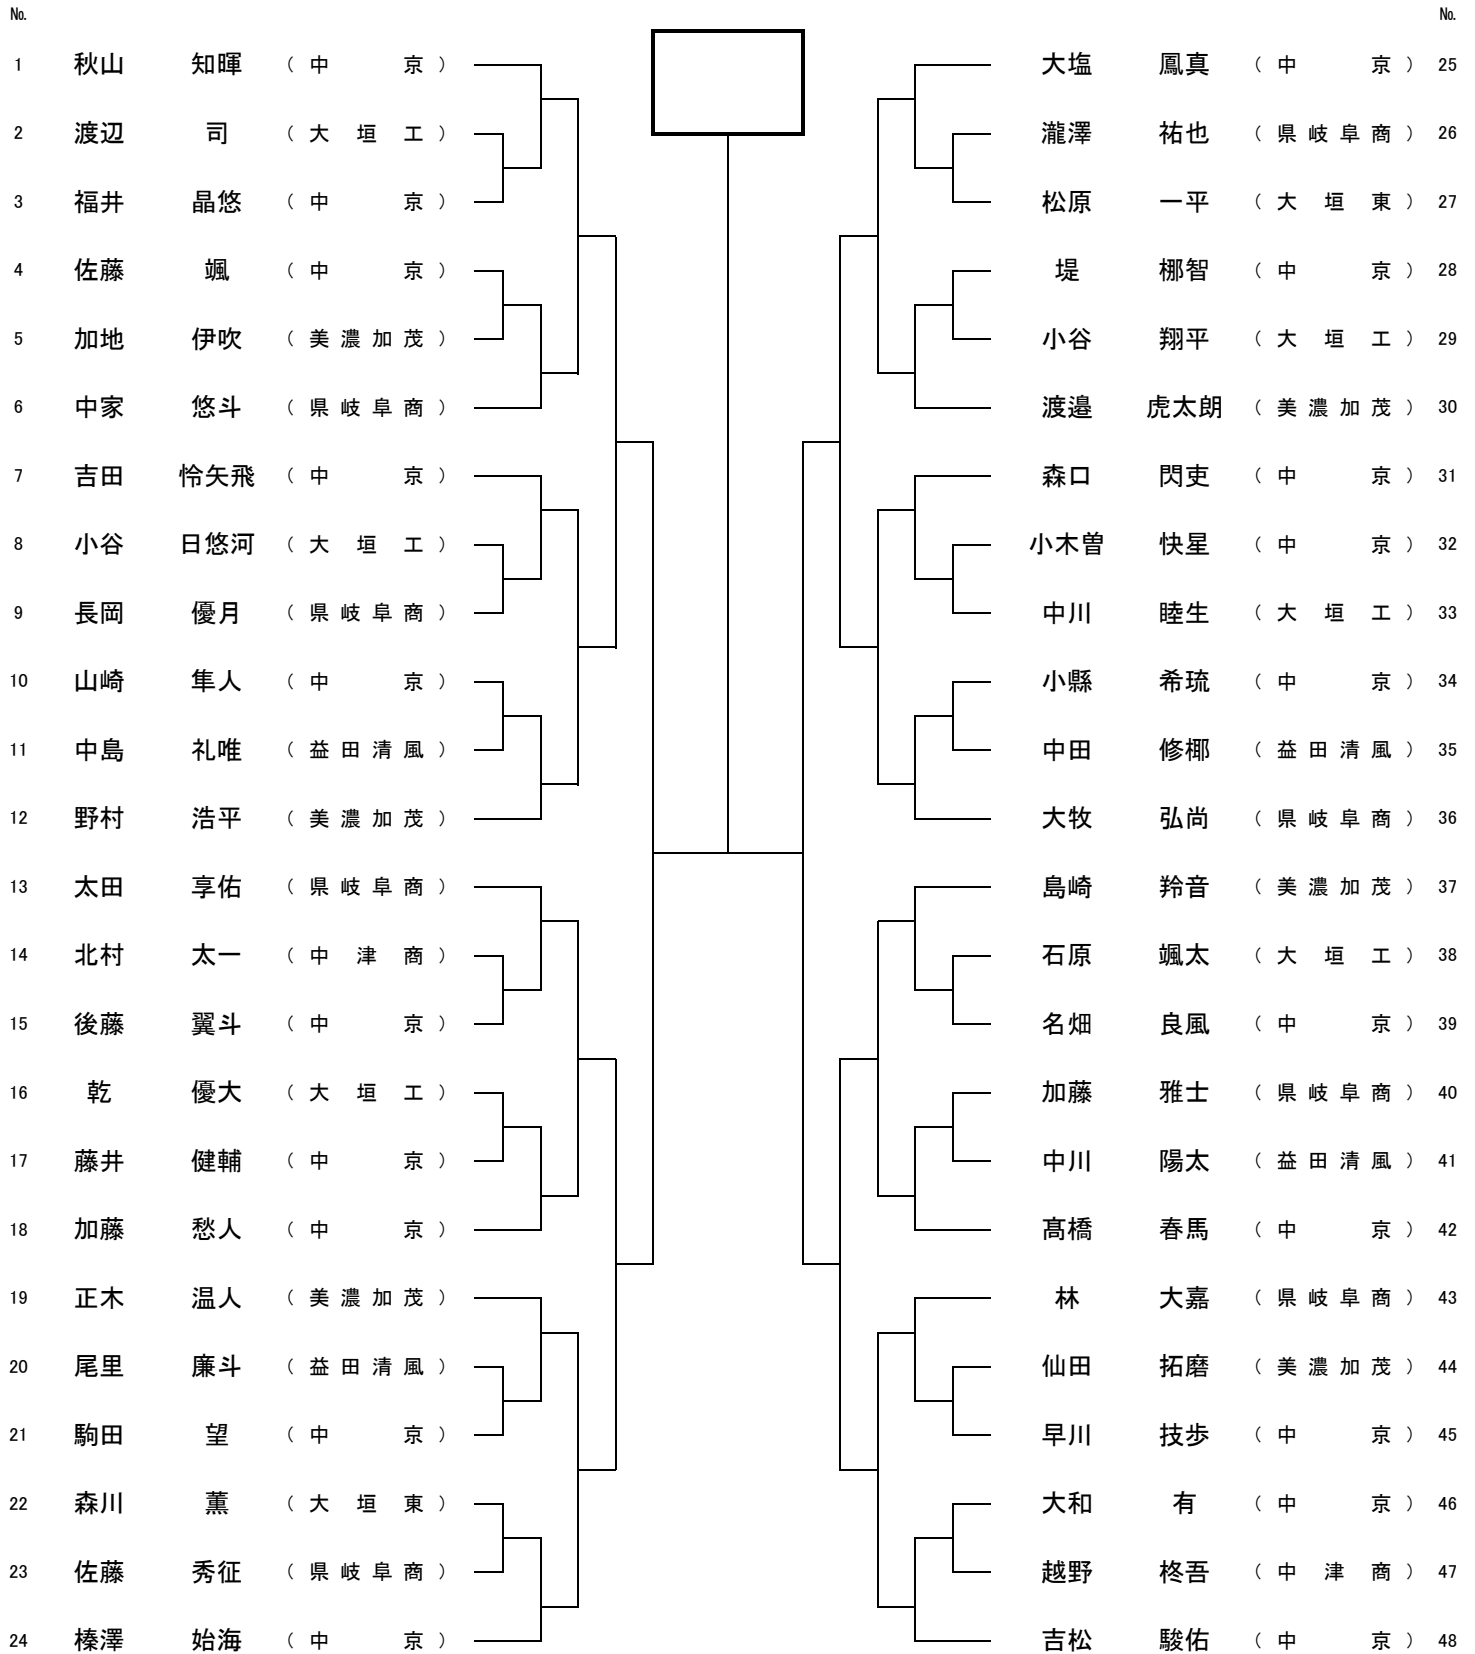 № №
1 秋山 知暉 （ 中 京 ） 大塩 鳳真 （ 中 京 ） 25
2 渡辺 司 （ 大 垣 工 ） 瀧澤 祐也 （ 県 岐 阜 商 ） 26
3 福井 晶悠 （ 中 京 ） 松原 一平 （ 大 垣 東 ） 27
4 佐藤 颯 （ 中 京 ） 堤 梛智 （ 中 京 ） 28
5 加地 伊吹 （ 美 濃 加 茂 ） 小谷 翔平 （ 大 垣 工 ） 29
6 中家 悠斗 （ 県 岐 阜 商 ） 渡邉 虎太朗 （ 美 濃 加 茂 ） 30
7 吉田 怜矢飛 （ 中 京 ） 森口 閃吏 （ 中 京 ） 31
8 小谷 日悠河 （ 大 垣 工 ） 小木曽 快星 （ 中 京 ） 32
9 長岡 優月 （ 県 岐 阜 商 ） 中川 睦生 （ 大 垣 工 ） 33
10 山崎 隼人 （ 中 京 ） 小縣 希琉 （ 中 京 ） 34
11 中島 礼唯 （ 益 田 清 風 ） 中田 修梛 （ 益 田 清 風 ） 35
12 野村 浩平 （ 美 濃 加 茂 ） 大牧 弘尚 （ 県 岐 阜 商 ） 36
13 太田 享佑 （ 県 岐 阜 商 ） 島崎 羚音 （ 美 濃 加 茂 ） 37
14 北村 太一 （ 中 津 商 ） 石原 颯太 （ 大 垣 工 ） 38
15 後藤 翼斗 （ 中 京 ） 名畑 良風 （ 中 京 ） 39
16 乾 優大 （ 大 垣 工 ） 加藤 雅士 （ 県 岐 阜 商 ） 40
17 藤井 健輔 （ 中 京 ） 中川 陽太 （ 益 田 清 風 ） 41
18 加藤 愁人 （ 中 京 ） 髙橋 春馬 （ 中 京 ） 42
19 正木 温人 （ 美 濃 加 茂 ） 林 大嘉 （ 県 岐 阜 商 ） 43
20 尾里 廉斗 （ 益 田 清 風 ） 仙田 拓磨 （ 美 濃 加 茂 ） 44
21 駒田 望 （ 中 京 ） 早川 技歩 （ 中 京 ） 45
22 森川 薫 （ 大 垣 東 ） 大和 有 （ 中 京 ） 46
23 佐藤 秀征 （ 県 岐 阜 商 ） 越野 柊吾 （ 中 津 商 ） 47
24 榛澤 始海 （ 中 京 ） 吉松 駿佑 （ 中 京 ） 48